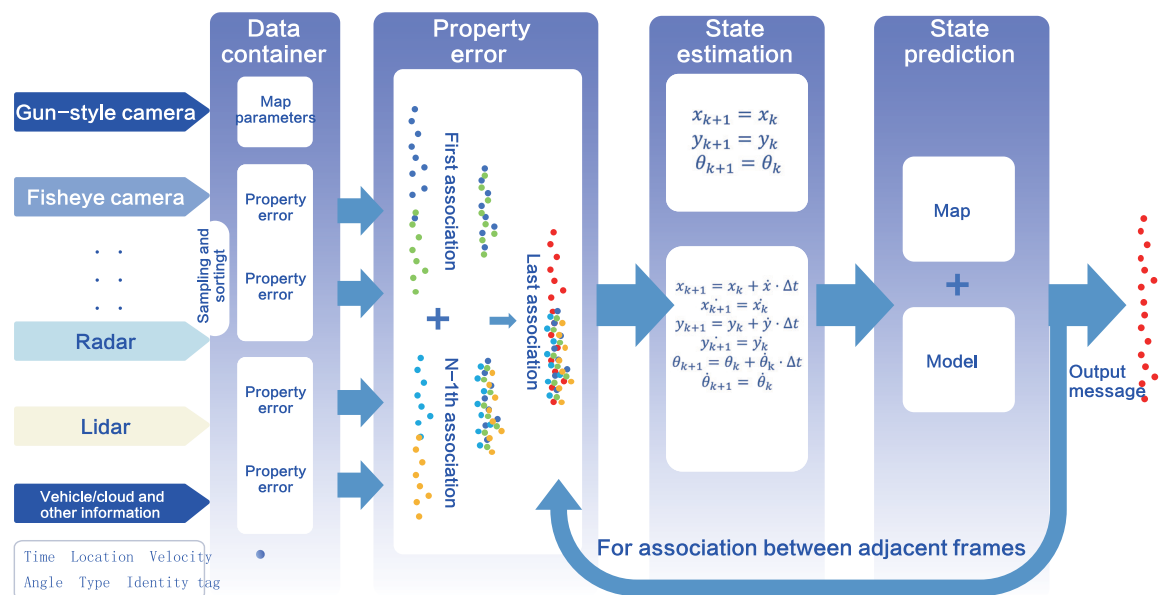 Data
container
Property
error
State
estimation
State
prediction
Gun-style camera
Fisheye camera
Radar
Lidar
Vehicle/cloud and
other information
Sampling and
sortingt
Map
parameters
Property
error
Property
error
Property
error
Property
error
First association
+
N-1th association
Last association
x_{k+1} = x_k
y_{k+1} = y_k
θ_{k+1} = θ_k
x_{k+1} = x_k + ẋ · Δt
ẋ_{k+1} = ẋ_k
y_{k+1} = y_k + ẏ · Δt
ẏ_{k+1} = ẏ_k
θ_{k+1} = θ_k + θ̇_k · Δt
θ̇_{k+1} = θ̇_k
Map
+
Model
Output
message
For association between adjacent frames
Time Location Velocity
Angle Type Identity tag